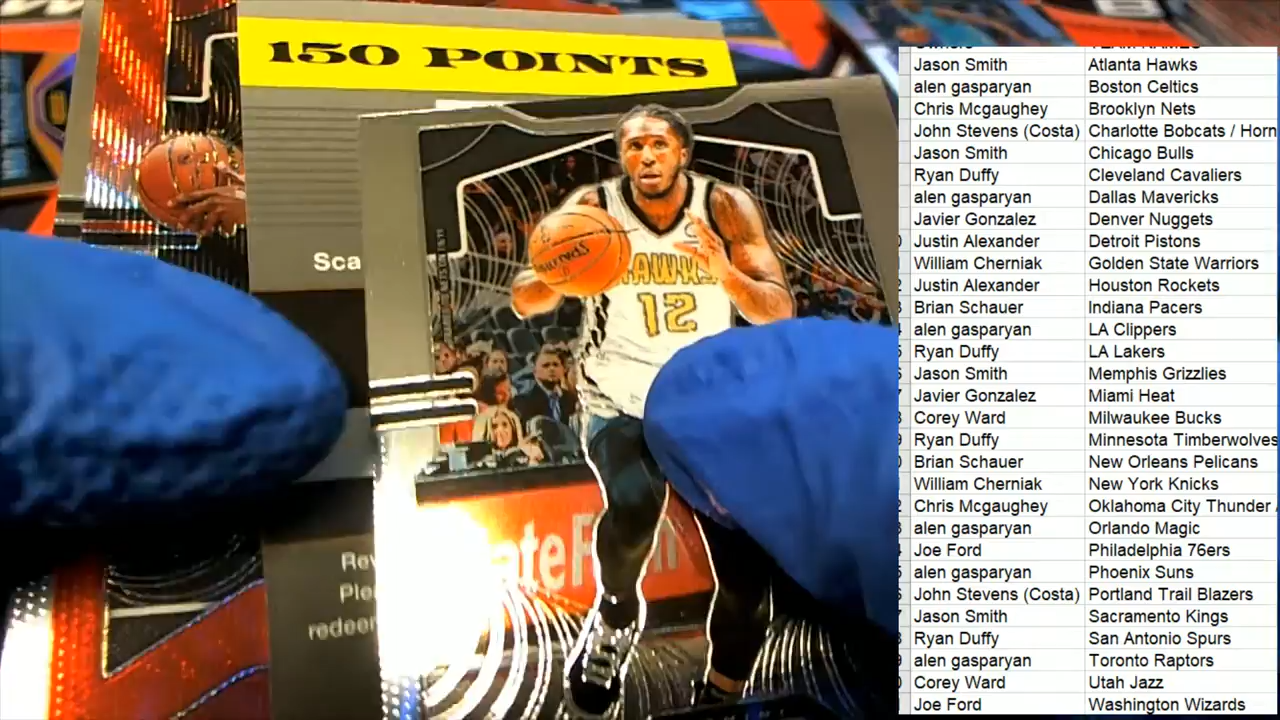 150 POINTS
Sca
HAWKS
12
ate F
Rev
Plea
redeem
Jason Smith Atlanta Hawks
alen gasparyan Boston Celtics
Chris Mcgaughey Brooklyn Nets
John Stevens (Costa) Charlotte Bobcats / Horn
Jason Smith Chicago Bulls
Ryan Duffy Cleveland Cavaliers
alen gasparyan Dallas Mavericks
Javier Gonzalez Denver Nuggets
Justin Alexander Detroit Pistons
William Cherniak Golden State Warriors
Justin Alexander Houston Rockets
Brian Schauer Indiana Pacers
alen gasparyan LA Clippers
Ryan Duffy LA Lakers
Jason Smith Memphis Grizzlies
Javier Gonzalez Miami Heat
Corey Ward Milwaukee Bucks
Ryan Duffy Minnesota Timberwolves
Brian Schauer New Orleans Pelicans
William Cherniak New York Knicks
Chris Mcgaughey Oklahoma City Thunder /
alen gasparyan Orlando Magic
Joe Ford Philadelphia 76ers
alen gasparyan Phoenix Suns
John Stevens (Costa) Portland Trail Blazers
Jason Smith Sacramento Kings
Ryan Duffy San Antonio Spurs
alen gasparyan Toronto Raptors
Corey Ward Utah Jazz
Joe Ford Washington Wizards